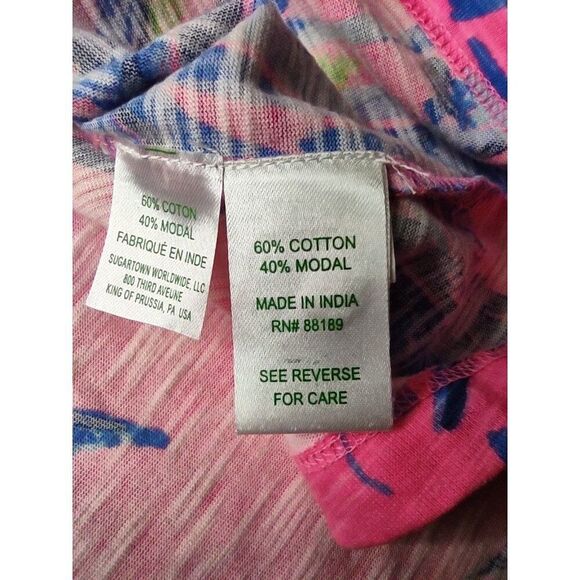 60% COTON
40% MODAL
FABRIQUÉ EN INDE
SUGARTOWN WORLDWIDE, LLC
800 THIRD AVEUNE
KING OF PRUSSIA, PA USA
60% COTTON
40% MODAL
MADE IN INDIA
RN# 88189
SEE REVERSE
FOR CARE